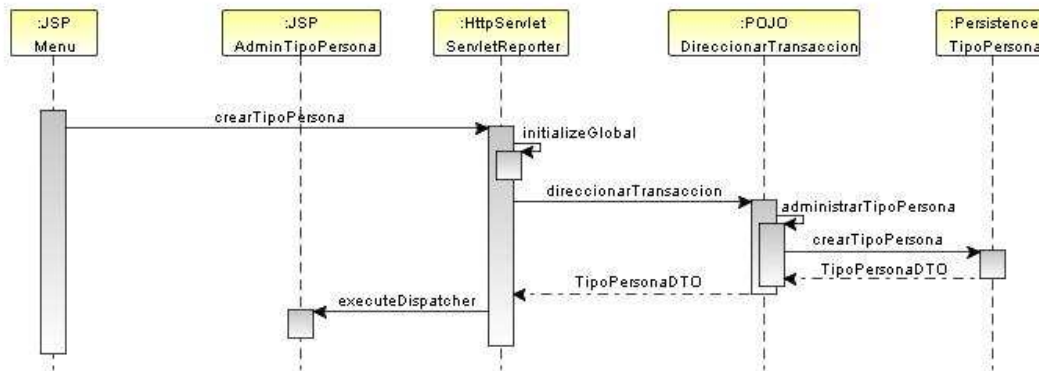 :JSP
Menu
:JSP
AdminTipoPersona
:HttpServlet
ServletReporter
:POJO
DireccionarTransaccion
:Persistence
TipoPersona
crearTipoPersona
initializeGlobal
direccionarTransaccion
administrarTipoPersona
crearTipoPersona
TipoPersonaDTO
TipoPersonaDTO
executeDispatcher